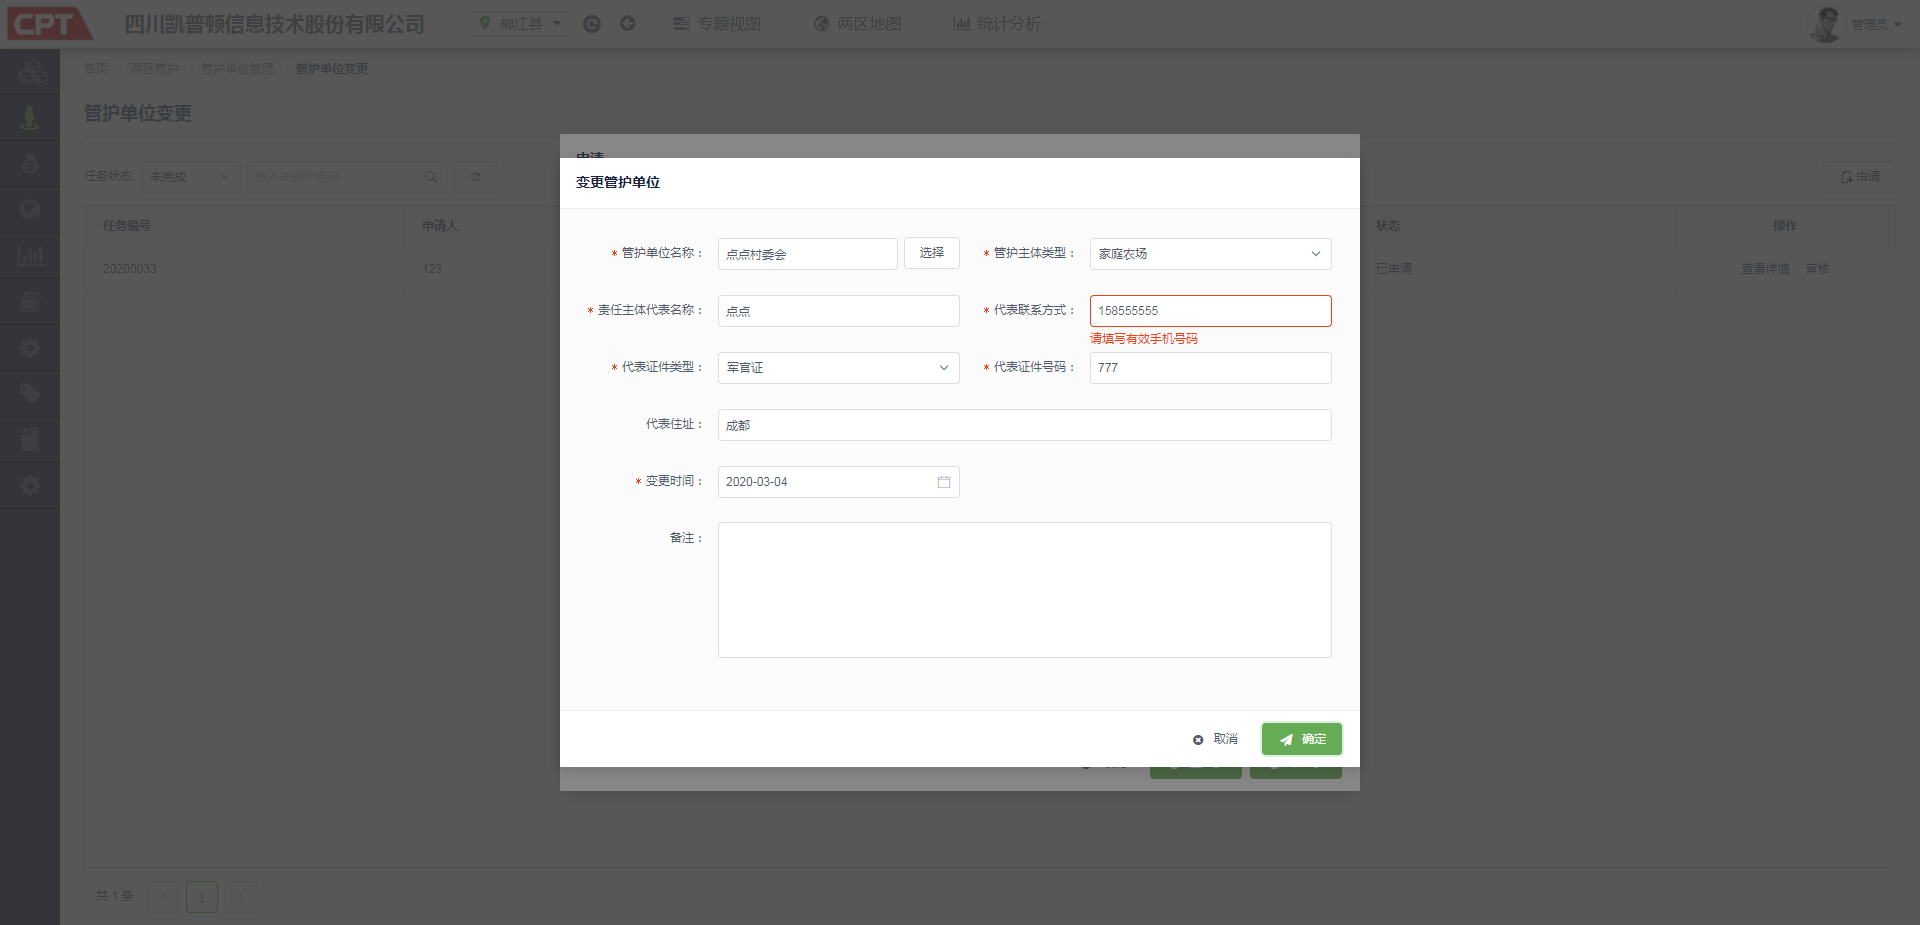 CPT 四川凯普顿信息技术股份有限公司 柳江县 专题视图 两区地图 统计分析 管理员
首页 两区管护 管护单位管理 管护单位变更
管护单位变更
申请
任务状态: 未完成 输入关键字查询... 申请
任务编号 申请人 状态 操作
20200033 123 已申请 查看详情 审核
变更管护单位
* 管护单位名称： 点点村委会 选择 * 管护主体类型： 家庭农场
* 责任主体代表名称： 点点 * 代表联系方式： 158555555
请填写有效手机号码
* 代表证件类型： 军官证 * 代表证件号码： 777
代表住址： 成都
* 变更时间： 2020-03-04
备注：
取消 确定
共 1 条 1